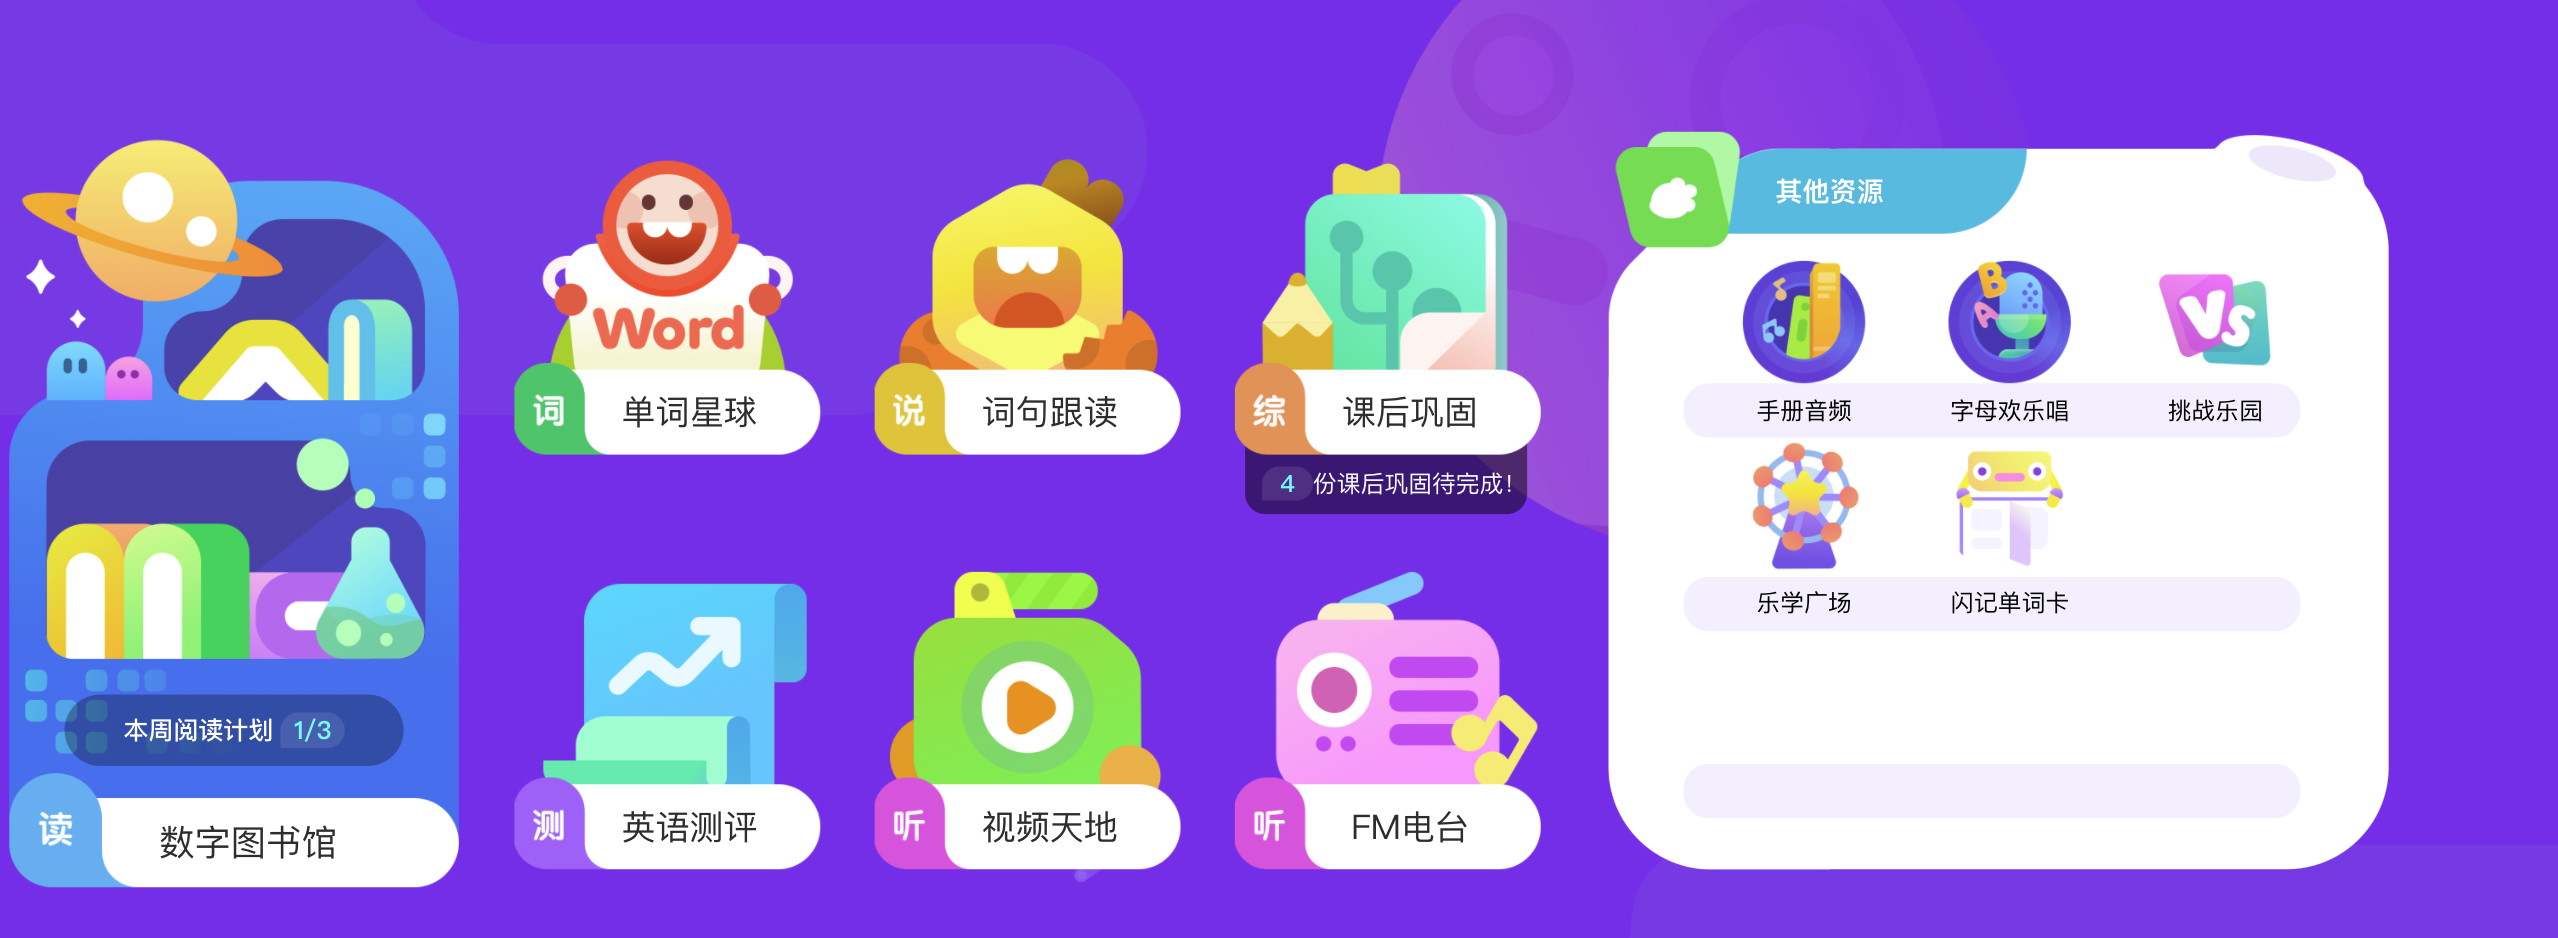 本周阅读计划 1/3
读 数字图书馆
Word
词 单词星球
说 词句跟读
综 课后巩固
4 份课后巩固待完成!
测 英语测评
听 视频天地
听 FM电台
其他资源
B
A
VS
手册音频 字母欢乐唱 挑战乐园
乐学广场 闪记单词卡